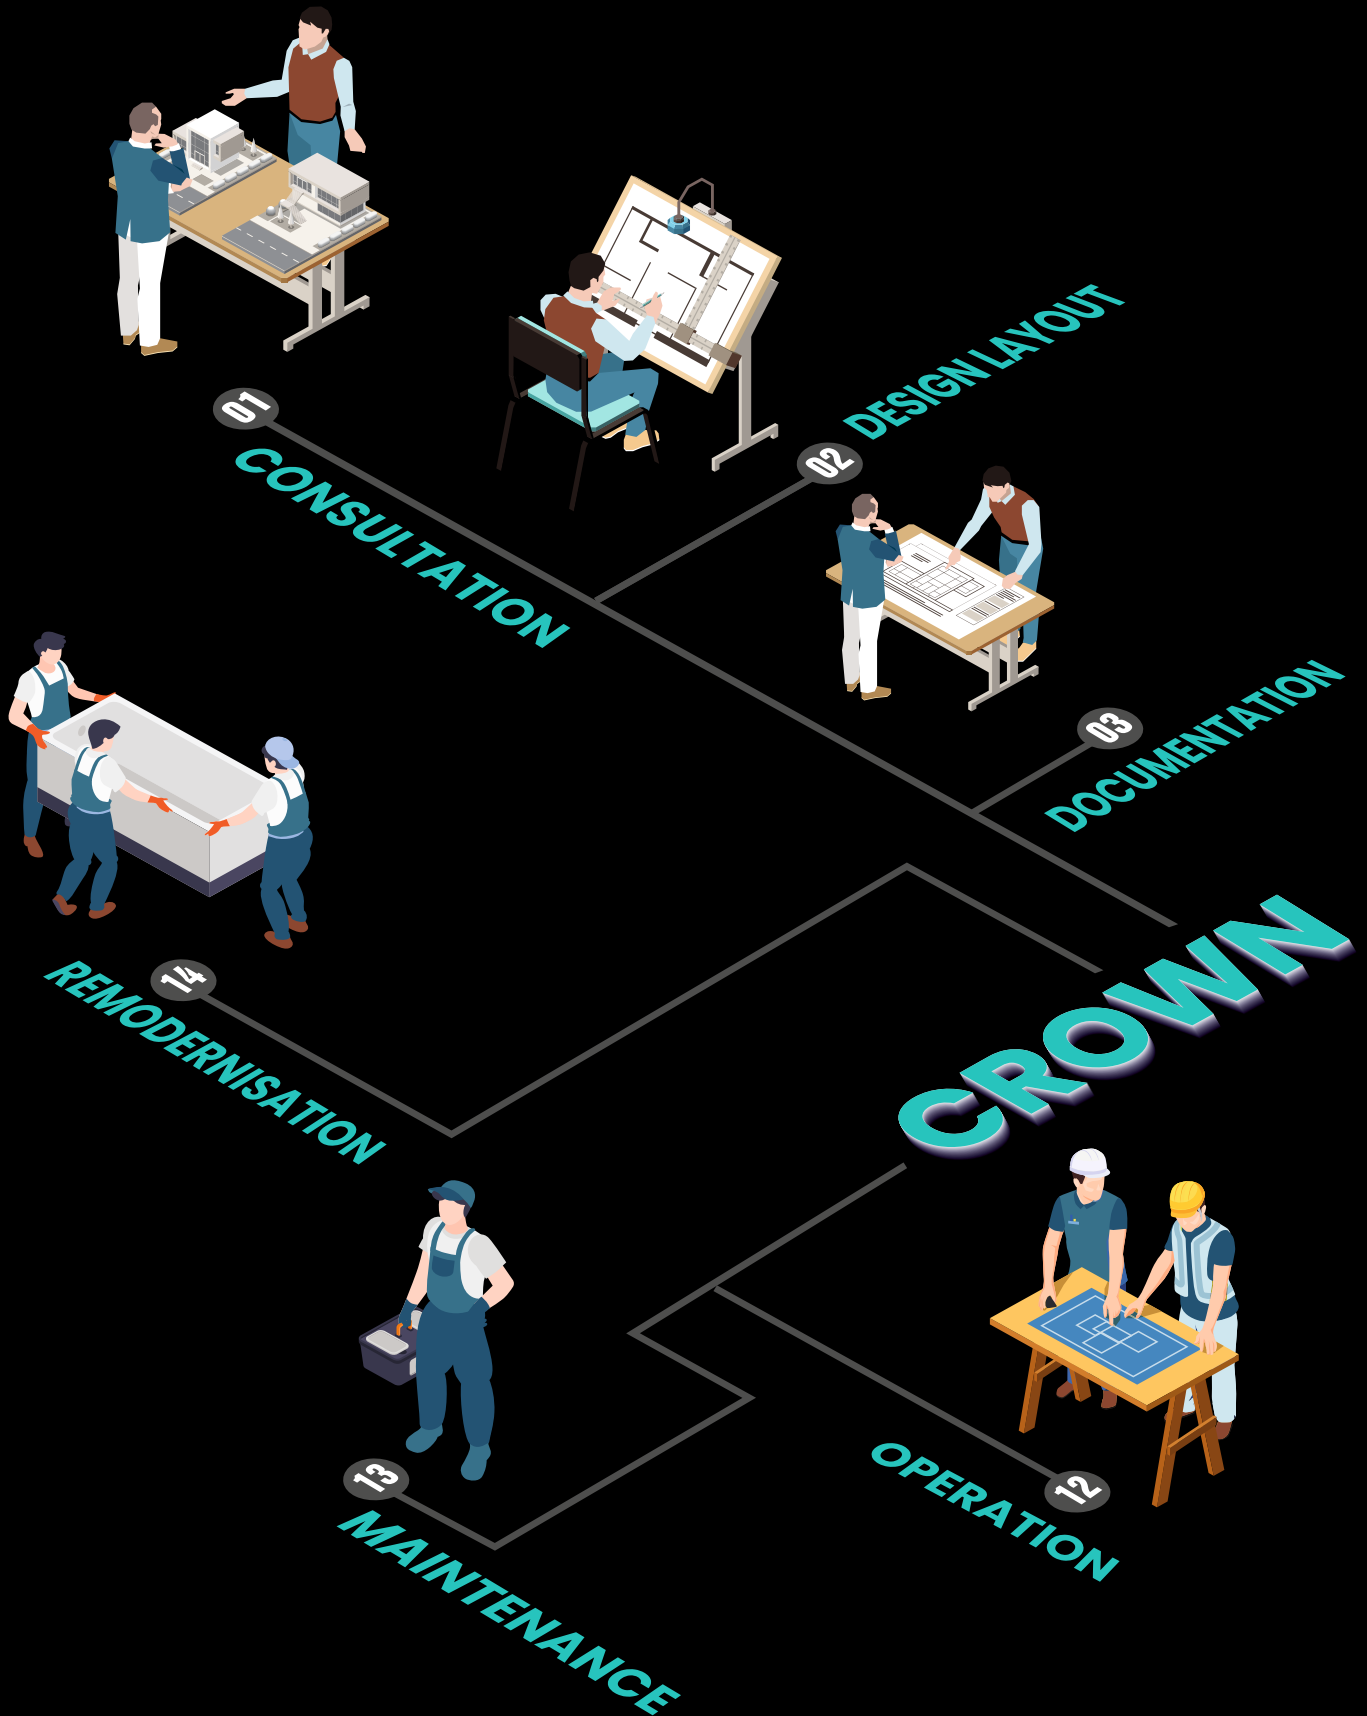 01
CONSULTATION
02
DESIGN LAYOUT
03
DOCUMENTATION
CROWN
14
REMODERNISATION
12
OPERATION
13
MAINTENANCE